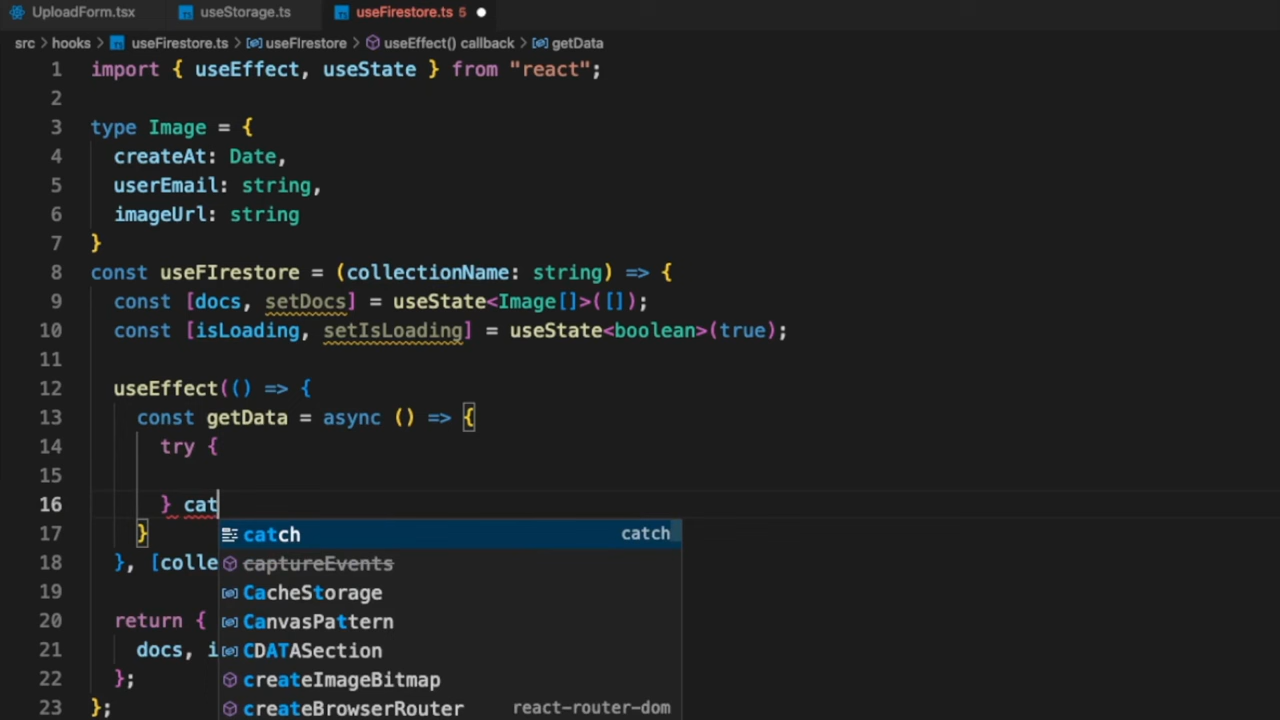 UploadForm.tsx useStorage.ts useFirestore.ts 5
src > hooks > useFirestore.ts > useFIrestore > useEffect() callback > getData
1 import { useEffect, useState } from "react";
2
3 type Image = {
4 createAt: Date,
5 userEmail: string,
6 imageUrl: string
7 }
8 const useFIrestore = (collectionName: string) => {
9 const [docs, setDocs] = useState<Image[]>([]);
10 const [isLoading, setIsLoading] = useState<boolean>(true);
11
12 useEffect(() => {
13 const getData = async () => {
14 try {
15
16 } cat
17 } catch catch
captureEvents
18 }, [colle
19 CacheStorage
20 return { CanvasPattern
21 docs, i CDATASection
22 }; createImageBitmap
23 }; createBrowserRouter react-router-dom